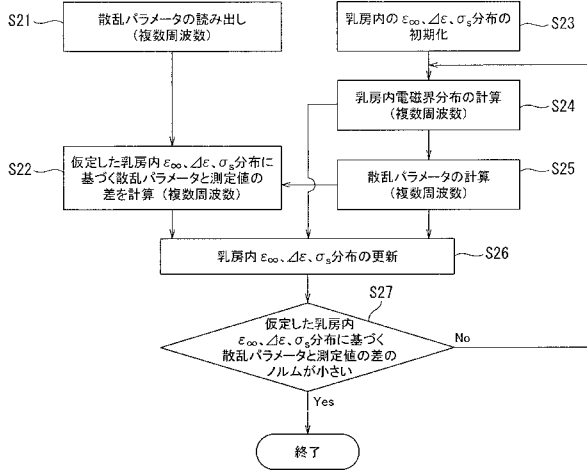 S21
散乱パラメータの読み出し
(複数周波数)
乳房内のε∞、Δε、σs分布の
初期化
S23
乳房内電磁界分布の計算
(複数周波数)
S24
S22
仮定した乳房内 ε∞、Δε、σs分布に
基づく散乱パラメータと測定値の
差を計算 (複数周波数)
散乱パラメータの計算
(複数周波数)
S25
乳房内 ε∞、Δε、σs分布の更新
S26
S27
仮定した乳房内
ε∞、Δε、σs分布に基づく
散乱パラメータと測定値の差の
ノルムが小さい
No
Yes
終了